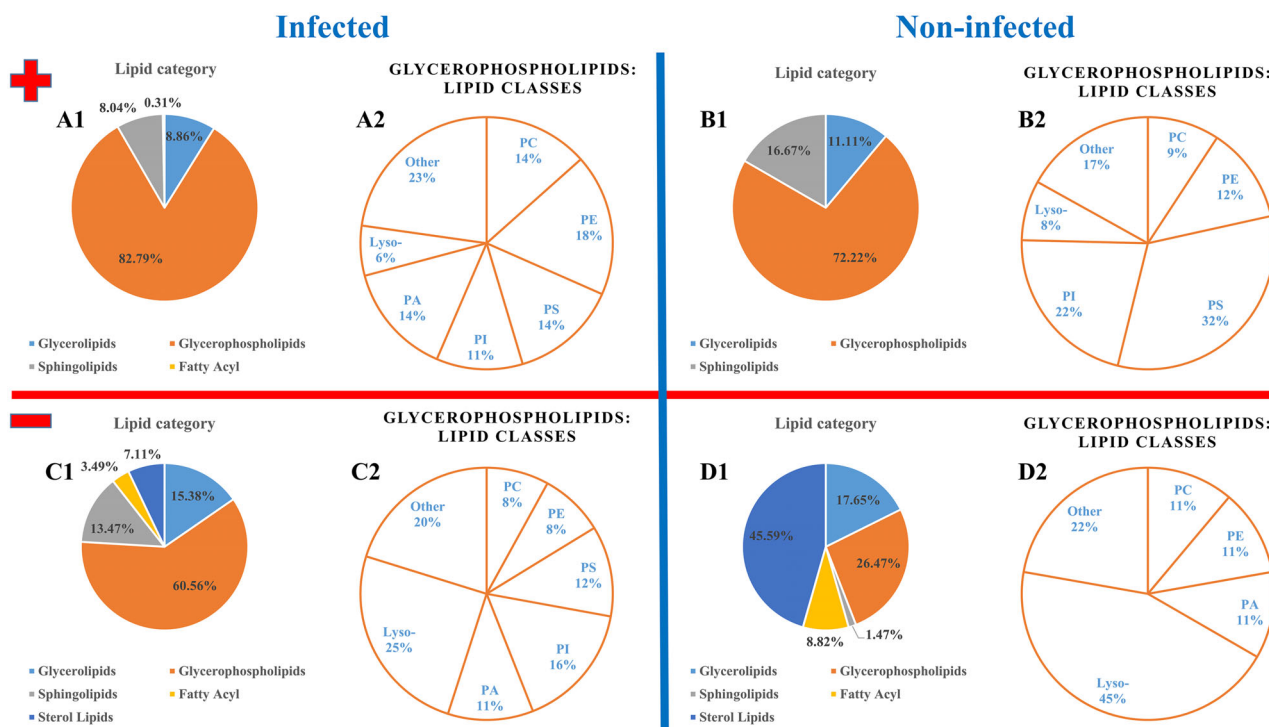 Infected
Non-infected
Lipid category
GLYCEROPHOSPHOLIPIDS:
LIPID CLASSES
A1
8.04%
0.31%
8.86%
82.79%
Glycerolipids
Glycerophospholipids
Sphingolipids
Fatty Acyl
A2
PC
14%
PE
18%
PS
14%
PI
11%
PA
14%
Lyso-
6%
Other
23%
Lipid category
GLYCEROPHOSPHOLIPIDS:
LIPID CLASSES
B1
16.67%
11.11%
72.22%
Glycerolipids
Glycerophospholipids
Sphingolipids
B2
PC
9%
PE
12%
PS
32%
PI
22%
Lyso-
8%
Other
17%
Lipid category
GLYCEROPHOSPHOLIPIDS:
LIPID CLASSES
C1
3.49%
7.11%
15.38%
13.47%
60.56%
Glycerolipids
Glycerophospholipids
Sphingolipids
Fatty Acyl
Sterol Lipids
C2
PC
8%
PE
8%
PS
12%
PI
16%
PA
11%
Lyso-
25%
Other
20%
Lipid category
GLYCEROPHOSPHOLIPIDS:
LIPID CLASSES
D1
17.65%
45.59%
26.47%
1.47%
8.82%
Glycerolipids
Glycerophospholipids
Sphingolipids
Fatty Acyl
Sterol Lipids
D2
PC
11%
PE
11%
PA
11%
Lyso-
45%
Other
22%